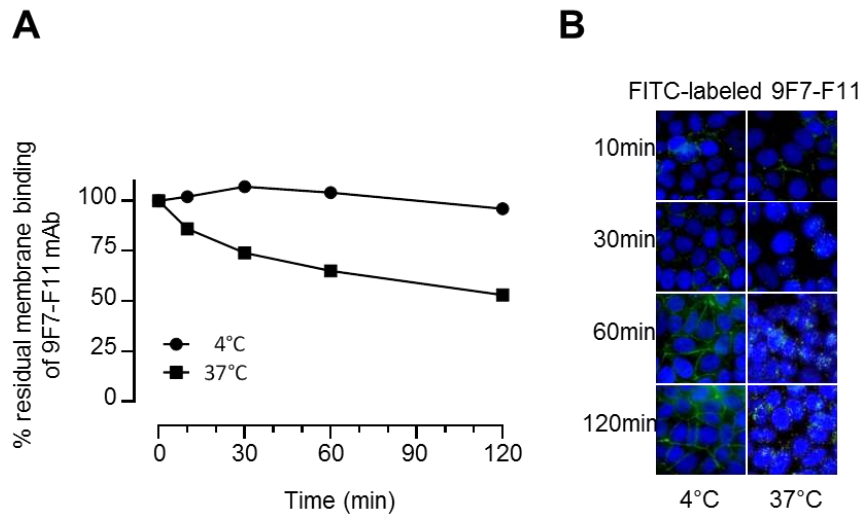 A
% residual membrane binding
of 9F7-F11 mAb
100
75
50
25
0
4°C
37°C
0
30
60
90
120
Time (min)
B
FITC-labeled 9F7-F11
10min
30min
60min
120min
4°C
37°C